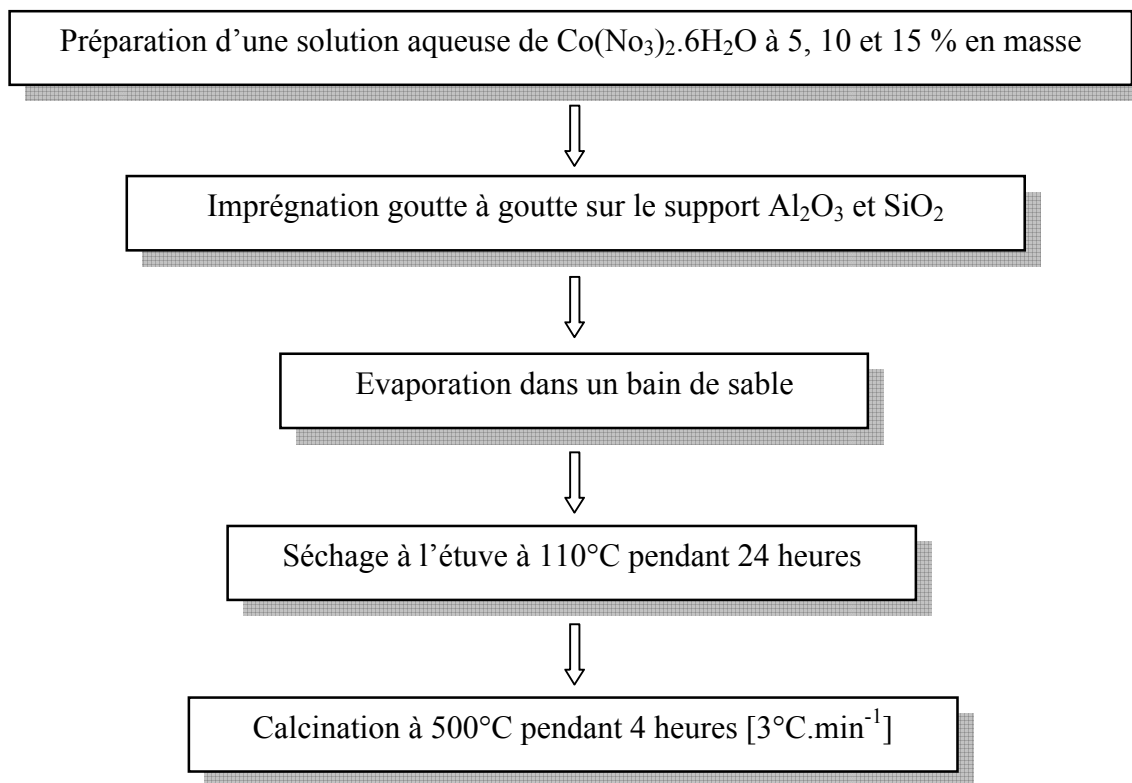 Préparation d’une solution aqueuse de Co(No₃)₂.6H₂O à 5, 10 et 15 % en masse
Imprégnation goutte à goutte sur le support Al₂O₃ et SiO₂
Evaporation dans un bain de sable
Séchage à l’étuve à 110°C pendant 24 heures
Calcination à 500°C pendant 4 heures [3°C.min⁻¹]